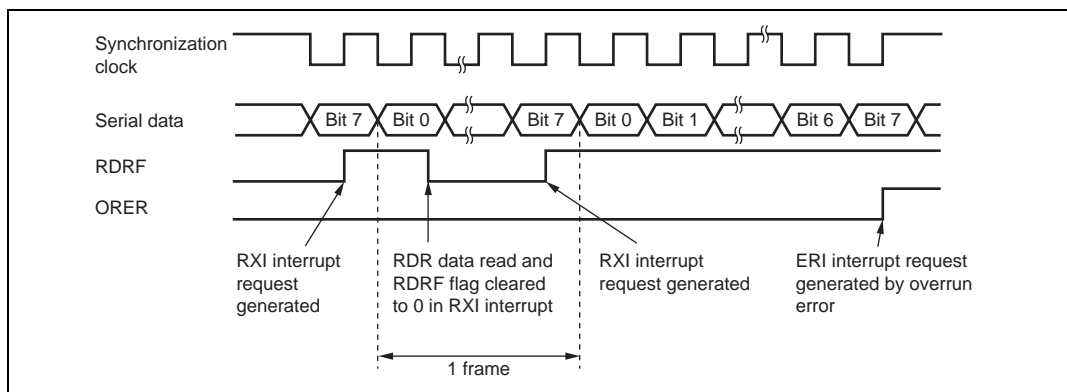 Synchronization
clock
Serial data
Bit 7
Bit 0
Bit 7
Bit 0
Bit 1
Bit 6
Bit 7
RDRF
ORER
RXI interrupt
request
generated
RDR data read and
RDRF flag cleared
to 0 in RXI interrupt
RXI interrupt
request generated
ERI interrupt request
generated by overrun
error
1 frame